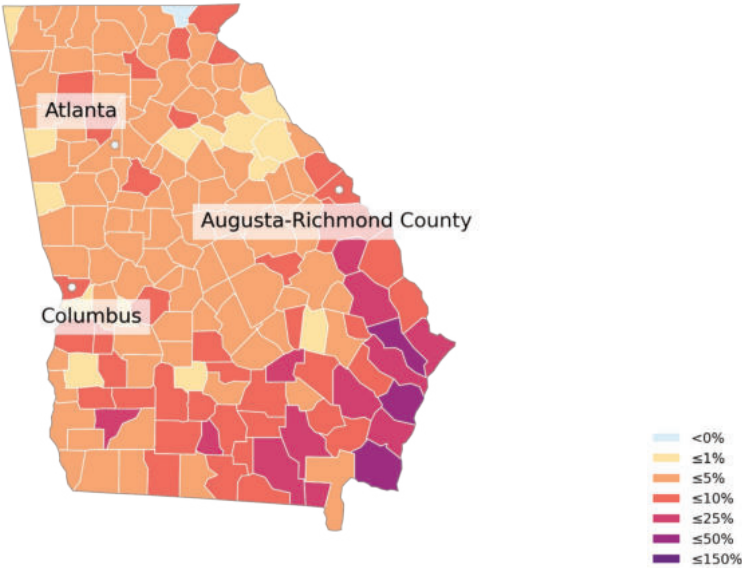 Atlanta
Augusta-Richmond County
Columbus
<0%
≤1%
≤5%
≤10%
≤25%
≤50%
≤150%